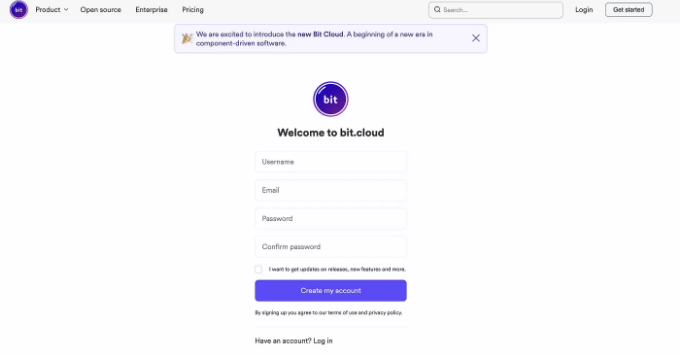 bit Product Open source Enterprise Pricing Search... Login Get started
We are excited to introduce the new Bit Cloud. A beginning of a new era in
component-driven software.
bit
Welcome to bit.cloud
Username
Email
Password
Confirm password
I want to get updates on releases, new features and more.
Create my account
By signing up you agree to our terms of use and privacy policy.
Have an account? Log in